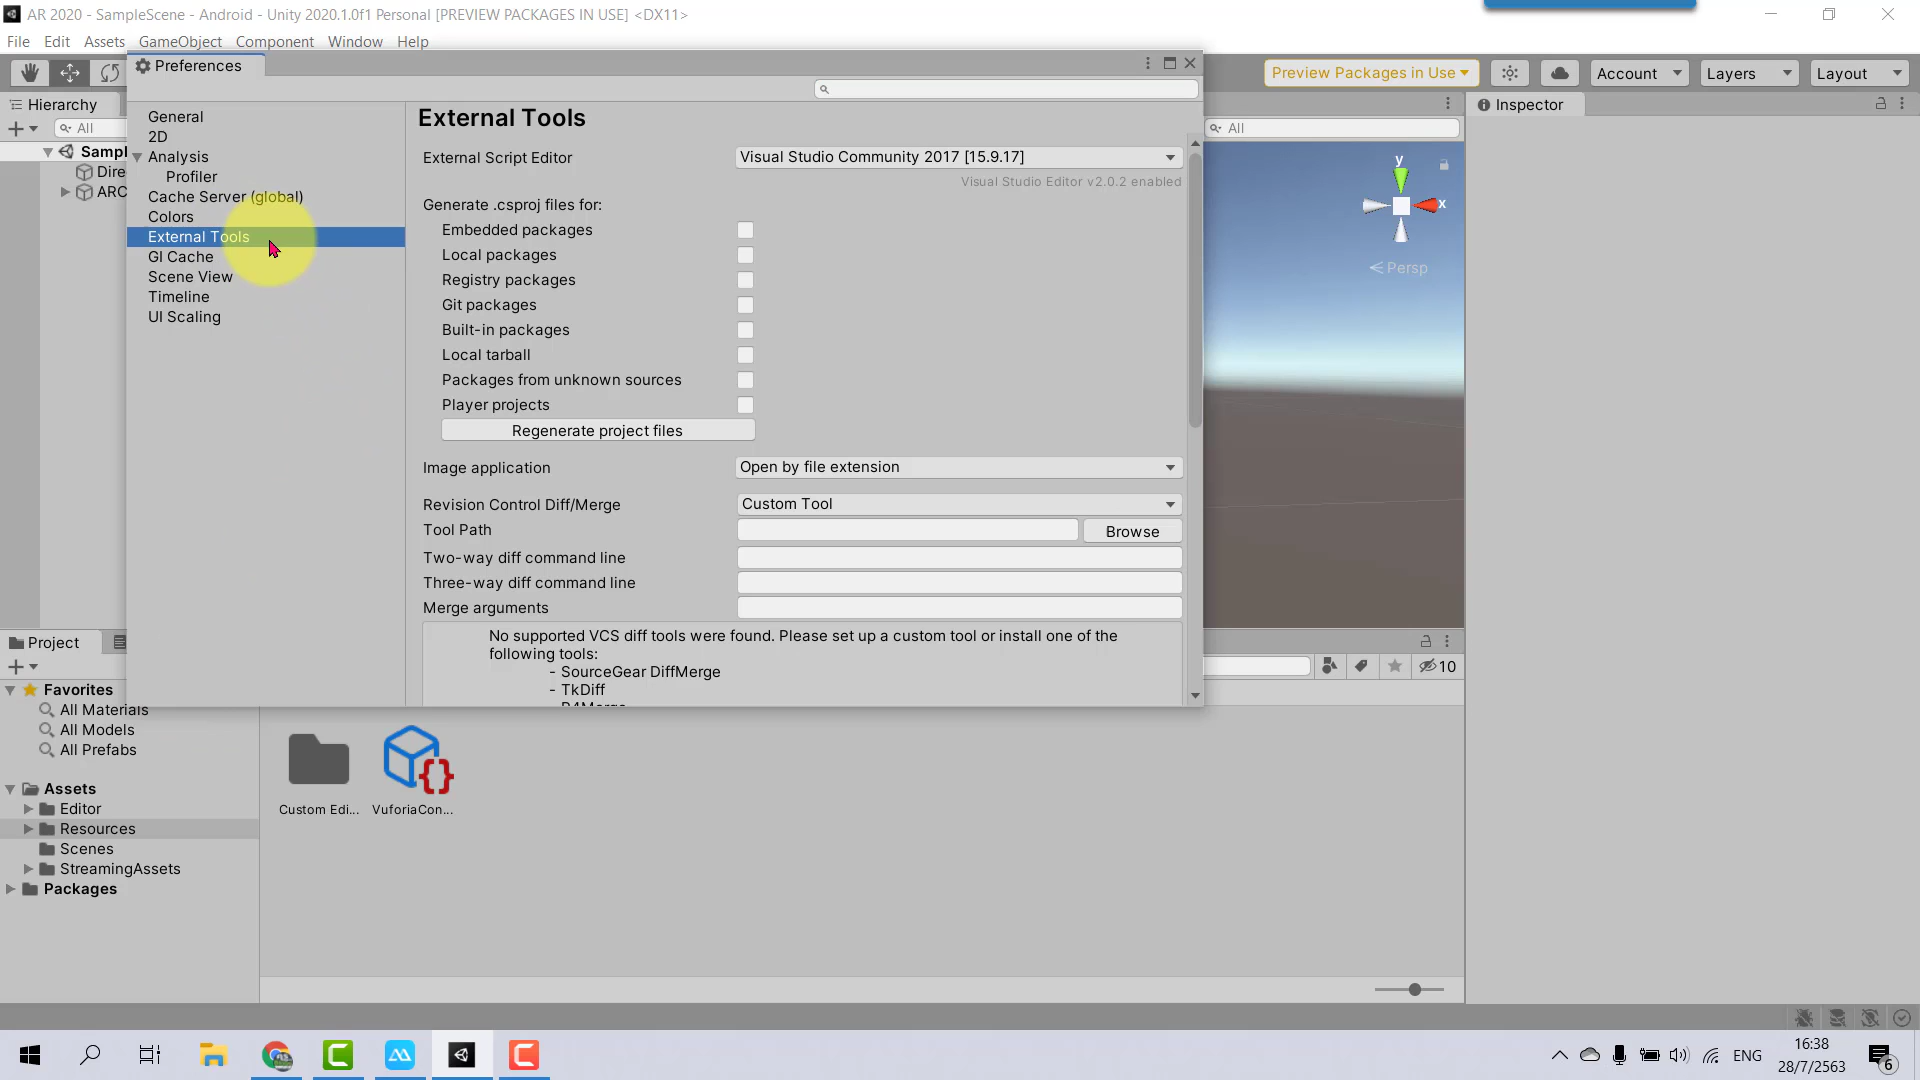 AR 2020 - SampleScene - Android - Unity 2020.1.0f1 Personal [PREVIEW PACKAGES IN USE] <DX11>
File Edit Assets GameObject Component Window Help
Preferences
Preview Packages in Use
Account
Layers
Layout
Hierarchy
All
Sampl
Dire
ARC
General
2D
Analysis
Profiler
Cache Server (global)
Colors
External Tools
GI Cache
Scene View
Timeline
UI Scaling
External Tools
External Script Editor
Visual Studio Community 2017 [15.9.17]
Visual Studio Editor v2.0.2 enabled
Generate .csproj files for:
Embedded packages
Local packages
Registry packages
Git packages
Built-in packages
Local tarball
Packages from unknown sources
Player projects
Regenerate project files
Image application
Open by file extension
Revision Control Diff/Merge
Custom Tool
Tool Path
Browse
Two-way diff command line
Three-way diff command line
Merge arguments
No supported VCS diff tools were found. Please set up a custom tool or install one of the
following tools:
- SourceGear DiffMerge
- TkDiff
All
y
x
Persp
Inspector
Project
10
Favorites
All Materials
All Models
All Prefabs
Assets
Editor
Resources
Scenes
StreamingAssets
Packages
Custom Edi...
VuforiaCon...
ENG
16:38
28/7/2563
6